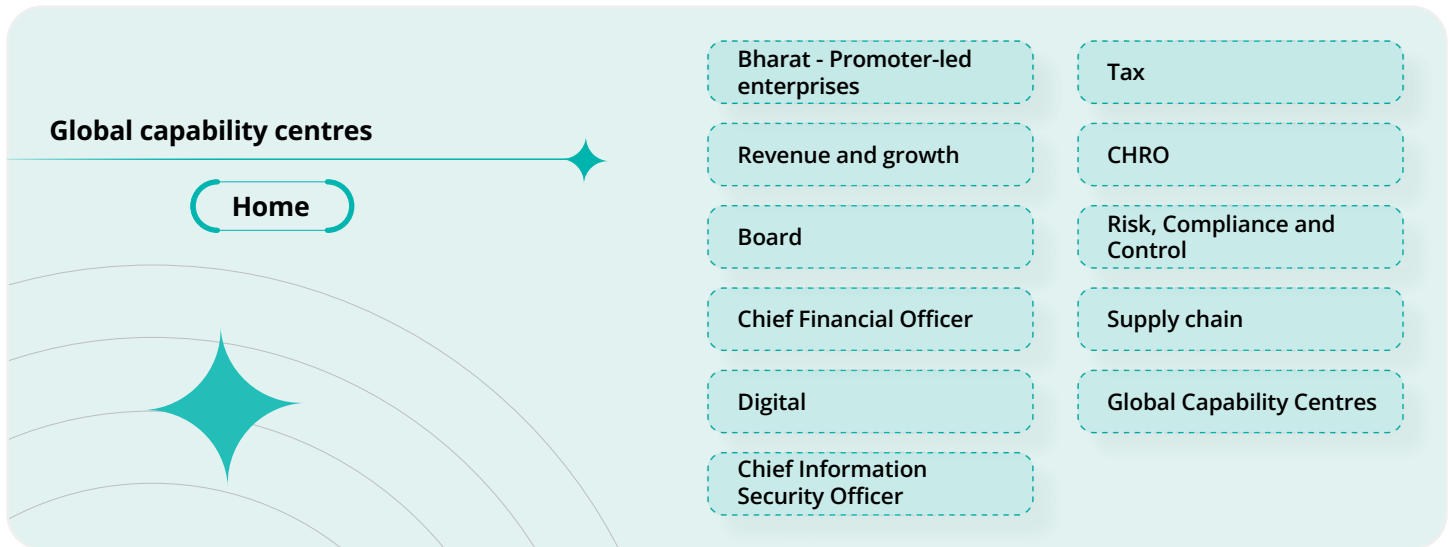 Global capability centres
Home
Bharat - Promoter-led
enterprises
Revenue and growth
Board
Chief Financial Officer
Digital
Chief Information
Security Officer
Tax
CHRO
Risk, Compliance and
Control
Supply chain
Global Capability Centres